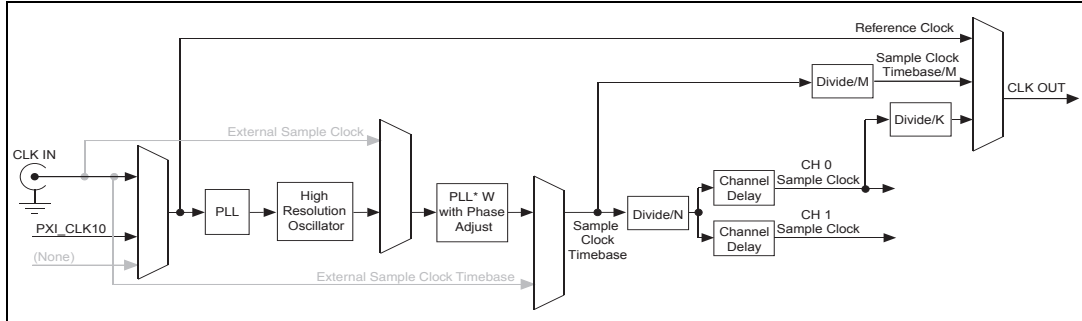 Reference Clock
Sample Clock
Timebase/M
Divide/M
CLK OUT
External Sample Clock
Divide/K
CLK IN
CH 0
Sample Clock
Channel
Delay
PLL
High
Resolution
Oscillator
PLL* W
with Phase
Adjust
Divide/N
CH 1
Sample Clock
Channel
Delay
PXI_CLK10
Sample
Clock
Timebase
(None)
External Sample Clock Timebase